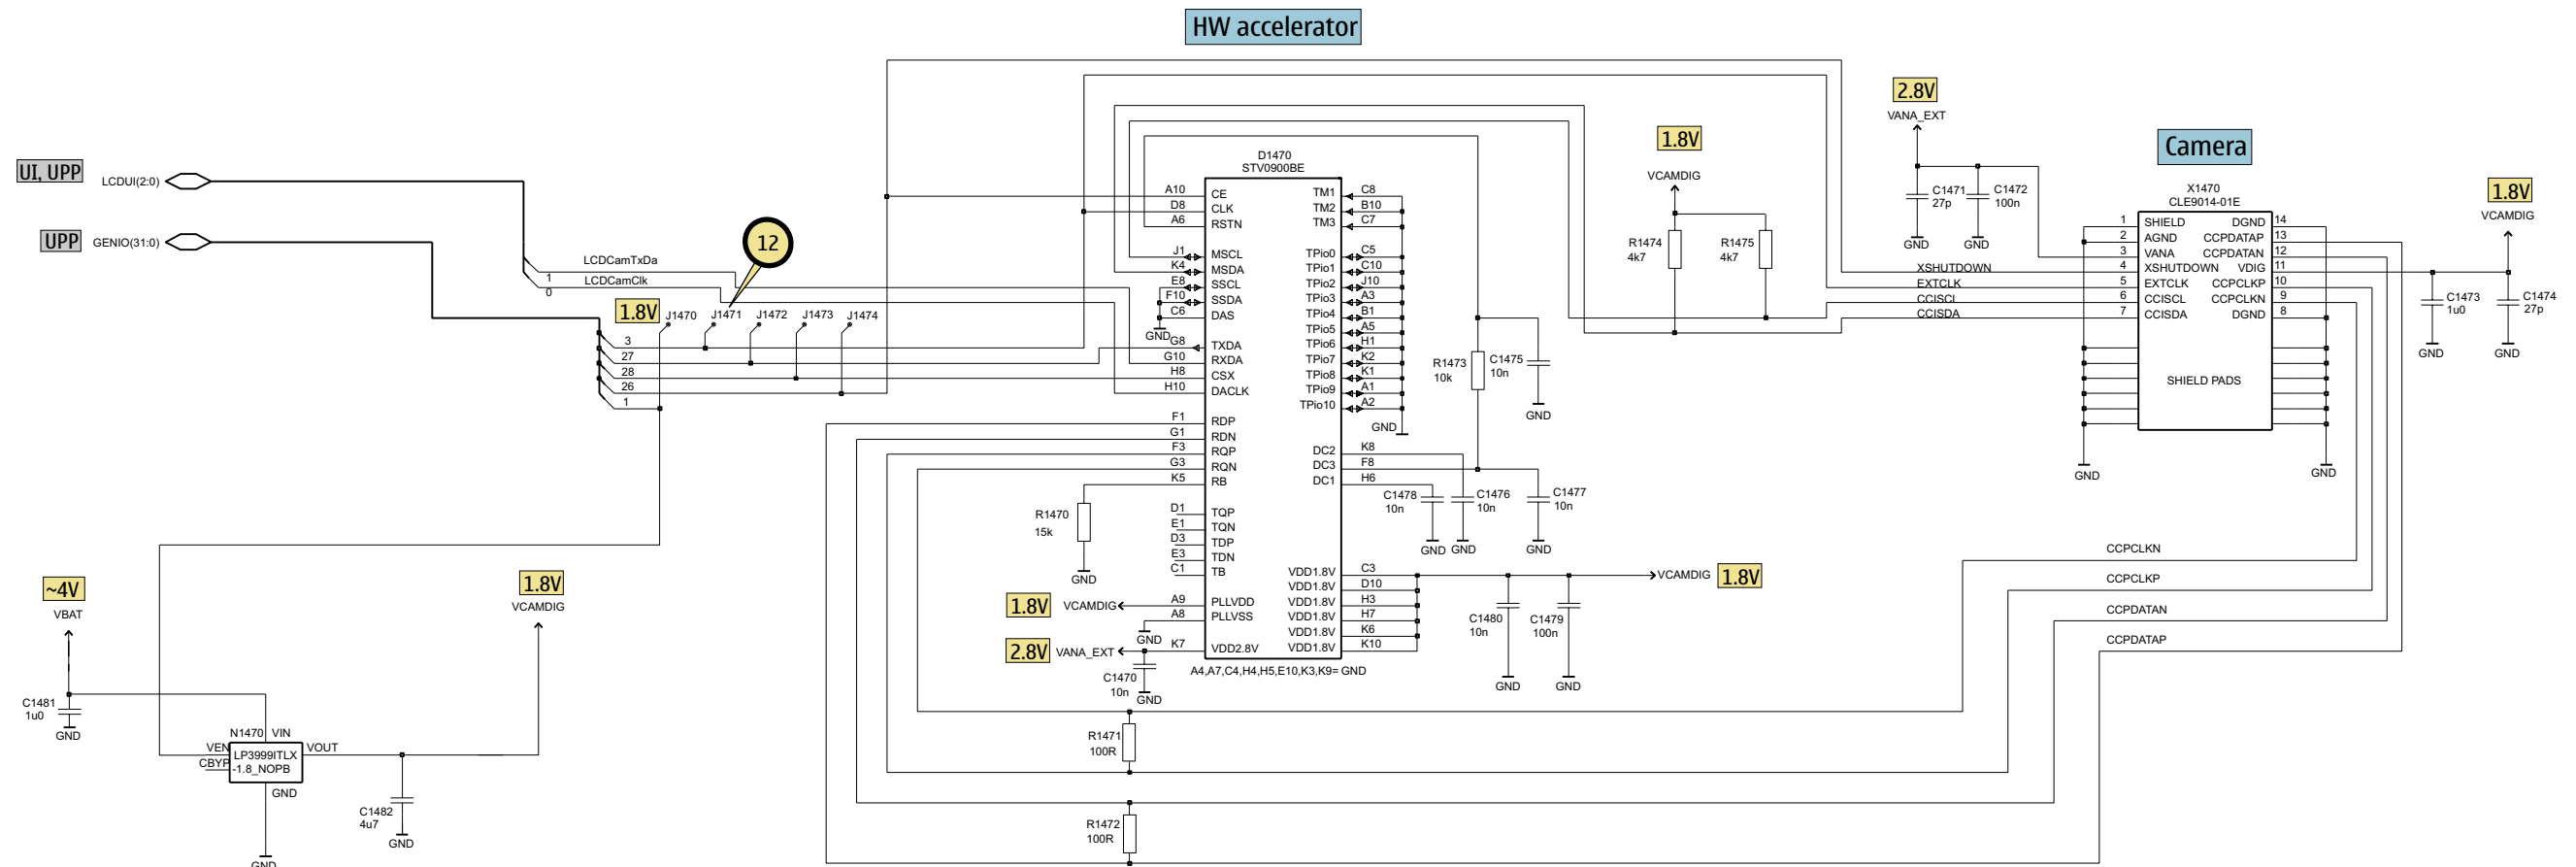 HW accelerator
UI, UPP
LCDUI(2:0)
UPP
GENIO(31:0)
LCDCamTxDa
1
LCDCamClk
0
12
1.8V
J1470
J1471
J1472
J1473
J1474
3
27
28
26
1
D1470
STV0900BE
A10 CE
D8 CLK
A6 RSTN
J1 MSCL
K4 MSDA
E8 SSCL
F10 SSDA
C6 DAS
GND
G8 TXDA
G10 RXDA
H8 CSX
H10 DACLK
F1 RDP
G1 RDN
F3 RQP
G3 RQN
K5 RB
D1 TQP
E1 TQN
D3 TDP
E3 TDN
C1 TB
A9 PLLVDD
A8 PLLVSS
K7 VDD2.8V
TM1 C8
TM2 B10
TM3 C7
TPio0 C5
TPio1 C10
TPio2 J10
TPio3 A3
TPio4 B1
TPio5 A5
TPio6 H1
TPio7 K2
TPio8 K1
TPio9 A1
TPio10 A2
GND
DC2 K8
DC3 F8
DC1 H6
VDD1.8V C3
VDD1.8V D10
VDD1.8V H3
VDD1.8V H7
VDD1.8V K6
VDD1.8V K10
A4,A7,C4,H4,H5,E10,K3,K9= GND
R1470
15k
GND
1.8V
VCAMDIG
GND
2.8V
VANA_EXT
C1470
10n
GND
R1473
10k
C1475
10n
GND
C1478
10n
GND
C1476
10n
GND
C1477
10n
GND
VCAMDIG
1.8V
C1480
10n
GND
C1479
100n
GND
1.8V
VCAMDIG
R1474
4k7
R1475
4k7
2.8V
VANA_EXT
C1471
27p
GND
C1472
100n
GND
XSHUTDOWN
EXTCLK
CCISCL
CCISDA
Camera
X1470
CLE9014-01E
1 SHIELD DGND 14
2 AGND CCPDATAP 13
3 VANA CCPDATAN 12
4 XSHUTDOWN VDIG 11
5 EXTCLK CCPCLKP 10
6 CCISCL CCPCLKN 9
7 CCISDA DGND 8
SHIELD PADS
GND
GND
1.8V
VCAMDIG
C1473
1u0
GND
C1474
27p
GND
CCPCLKN
CCPCLKP
CCPDATAN
CCPDATAP
~4V
VBAT
C1481
1u0
GND
1.8V
VCAMDIG
N1470 VIN
VEN LP3999ITLX VOUT
CBYP -1.8_NOPB
GND
GND
C1482
4u7
GND
R1471
100R
R1472
100R